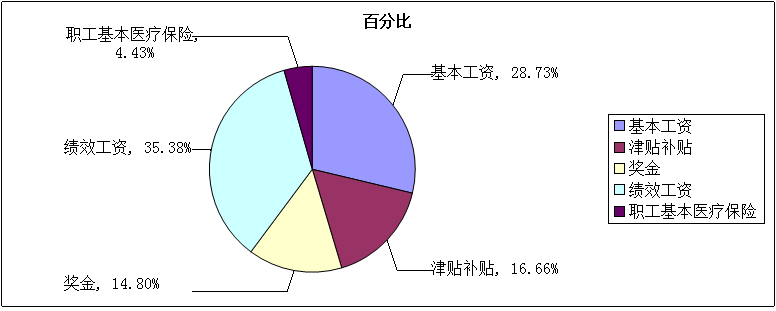 百分比
职工基本医疗保险,
4.43%
基本工资, 28.73%
绩效工资, 35.38%
奖金, 14.80%
津贴补贴, 16.66%
基本工资
津贴补贴
奖金
绩效工资
职工基本医疗保险